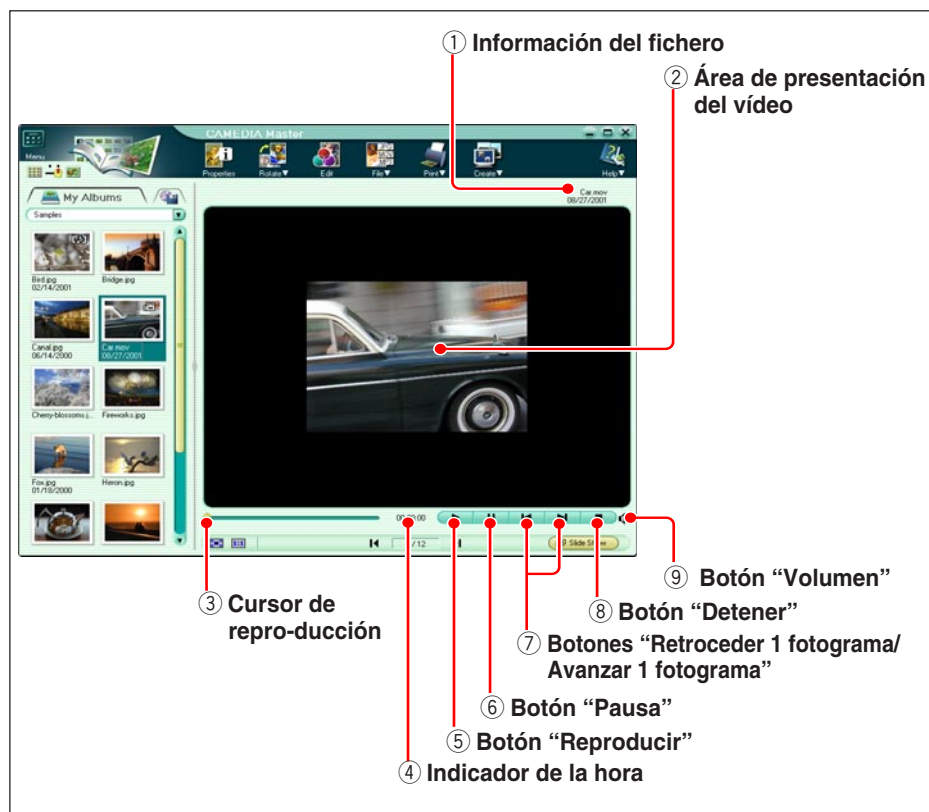 ① Información del fichero
② Área de presentación
del vídeo
CAMEDIA Master
Menu
Properties
Rotate
Edit
File
Print
Create
Help
My Albums
Samples
Car.mov
08/27/2001
Bird.jpg
02/14/2001
Bridge.jpg
Canal.jpg
06/14/2000
Car.mov
08/27/2001
Cherry-blossoms.j...
Fireworks.jpg
Fox.jpg
01/18/2000
Heron.jpg
/12
③ Cursor de
repro-ducción
⑨ Botón “Volumen”
⑧ Botón “Detener”
⑦ Botones “Retroceder 1 fotograma/
Avanzar 1 fotograma”
⑥ Botón “Pausa”
⑤ Botón “Reproducir”
④ Indicador de la hora